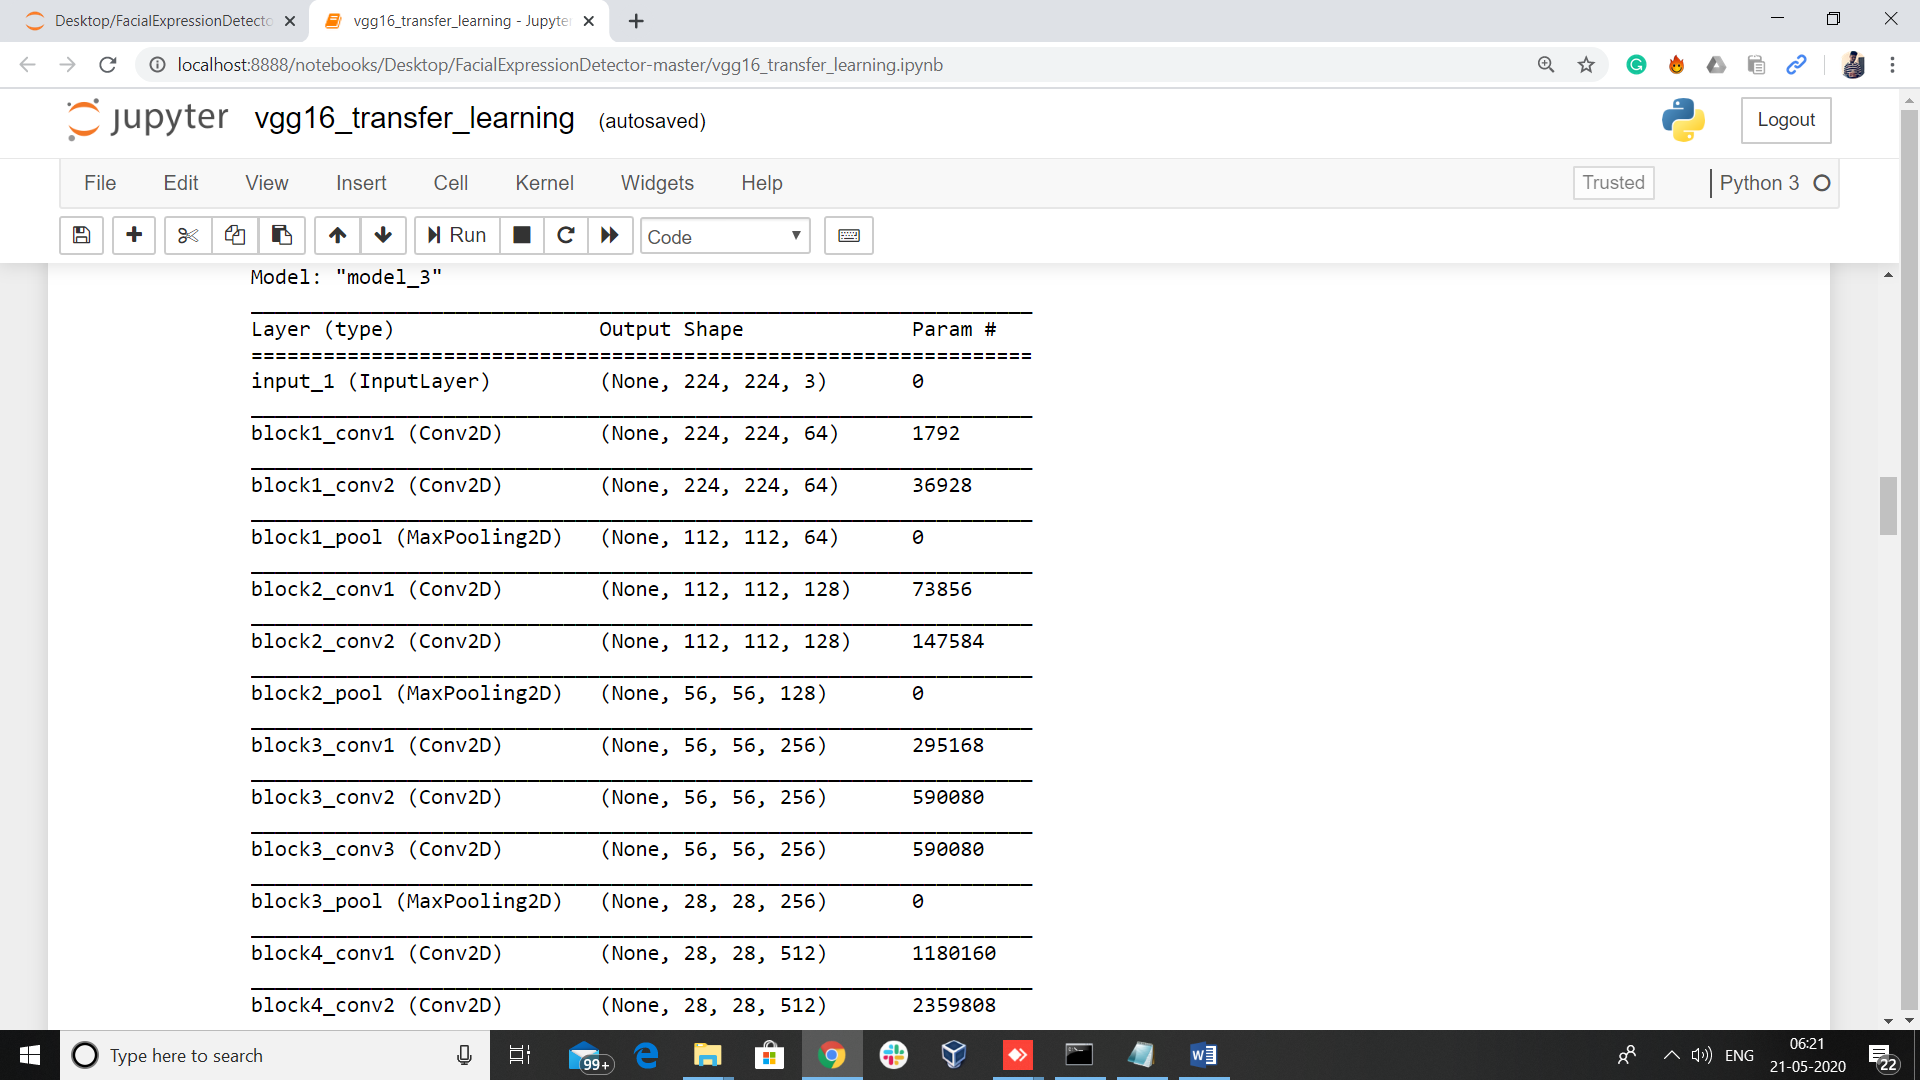 Desktop/FacialExpressionDetecto
vgg16_transfer_learning - Jupyte
localhost:8888/notebooks/Desktop/FacialExpressionDetector-master/vgg16_transfer_learning.ipynb
jupyter vgg16_transfer_learning (autosaved) Logout
File Edit View Insert Cell Kernel Widgets Help Trusted Python 3
Run Code
Model: "model_3"
Layer (type) Output Shape Param #
=================================================================
input_1 (InputLayer) (None, 224, 224, 3) 0
block1_conv1 (Conv2D) (None, 224, 224, 64) 1792
block1_conv2 (Conv2D) (None, 224, 224, 64) 36928
block1_pool (MaxPooling2D) (None, 112, 112, 64) 0
block2_conv1 (Conv2D) (None, 112, 112, 128) 73856
block2_conv2 (Conv2D) (None, 112, 112, 128) 147584
block2_pool (MaxPooling2D) (None, 56, 56, 128) 0
block3_conv1 (Conv2D) (None, 56, 56, 256) 295168
block3_conv2 (Conv2D) (None, 56, 56, 256) 590080
block3_conv3 (Conv2D) (None, 56, 56, 256) 590080
block3_pool (MaxPooling2D) (None, 28, 28, 256) 0
block4_conv1 (Conv2D) (None, 28, 28, 512) 1180160
block4_conv2 (Conv2D) (None, 28, 28, 512) 2359808
Type here to search 99+ ENG 06:21
21-05-2020 22